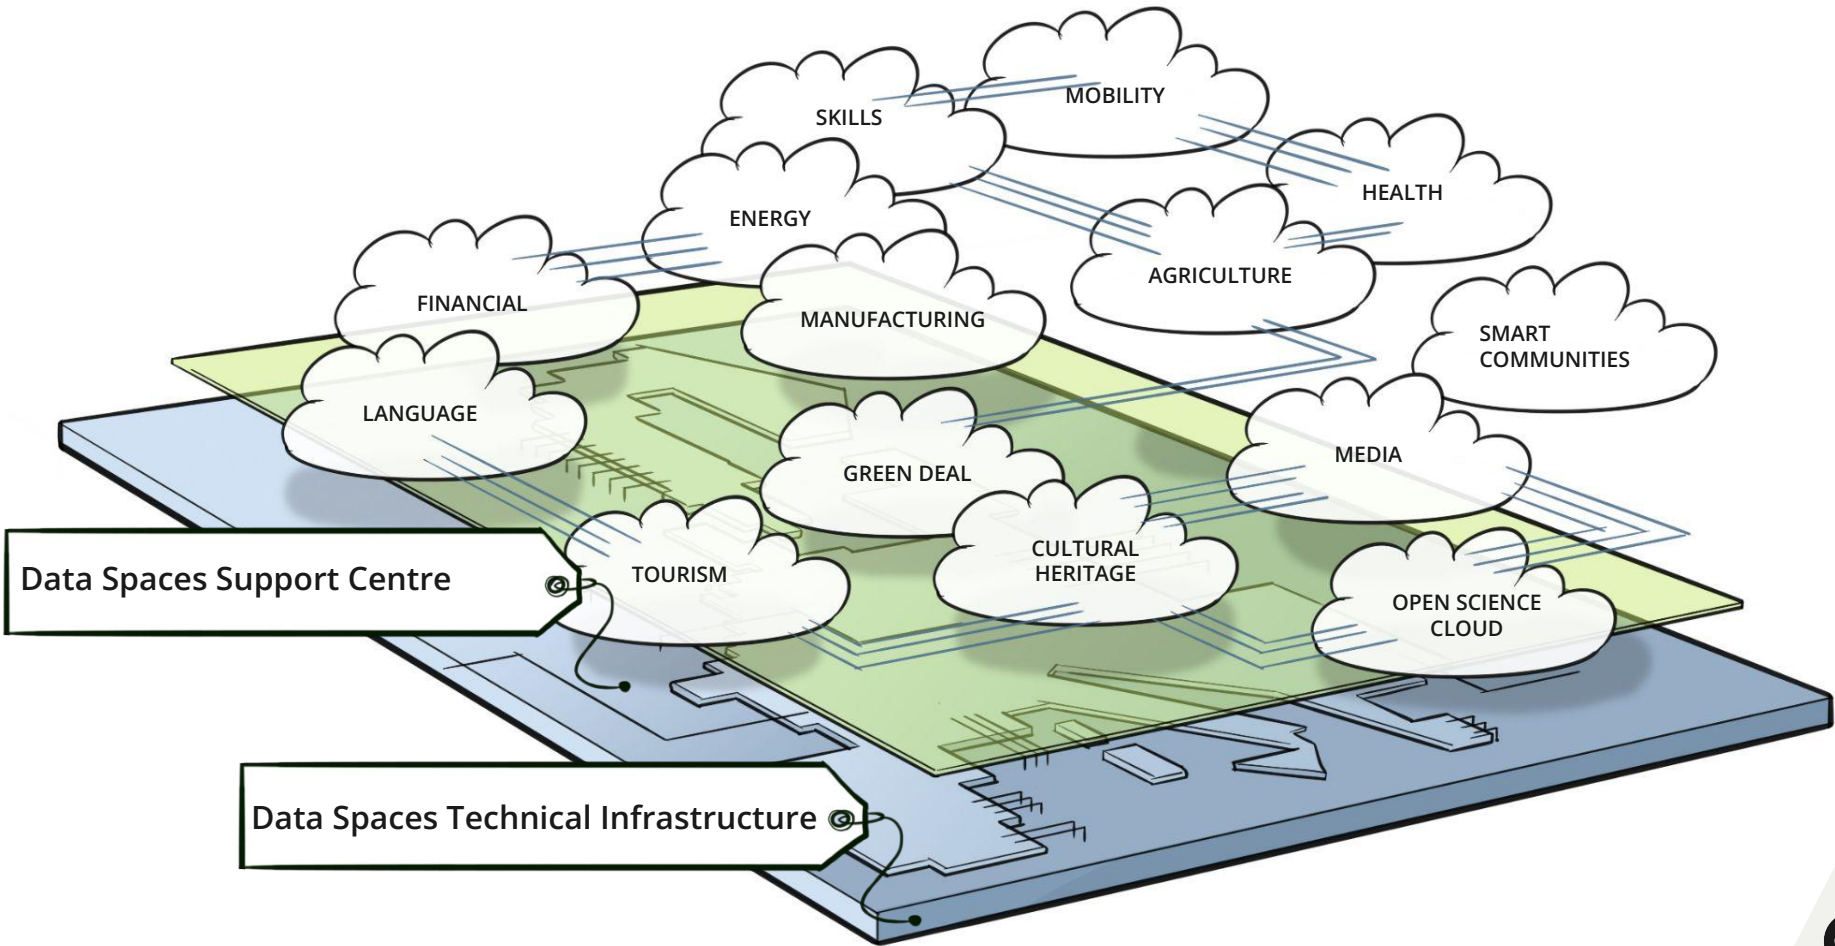 MOBILITY
SKILLS
HEALTH
ENERGY
AGRICULTURE
FINANCIAL
MANUFACTURING
SMART
COMMUNITIES
LANGUAGE
MEDIA
GREEN DEAL
CULTURAL
HERITAGE
TOURISM
OPEN SCIENCE
CLOUD
Data Spaces Support Centre
Data Spaces Technical Infrastructure